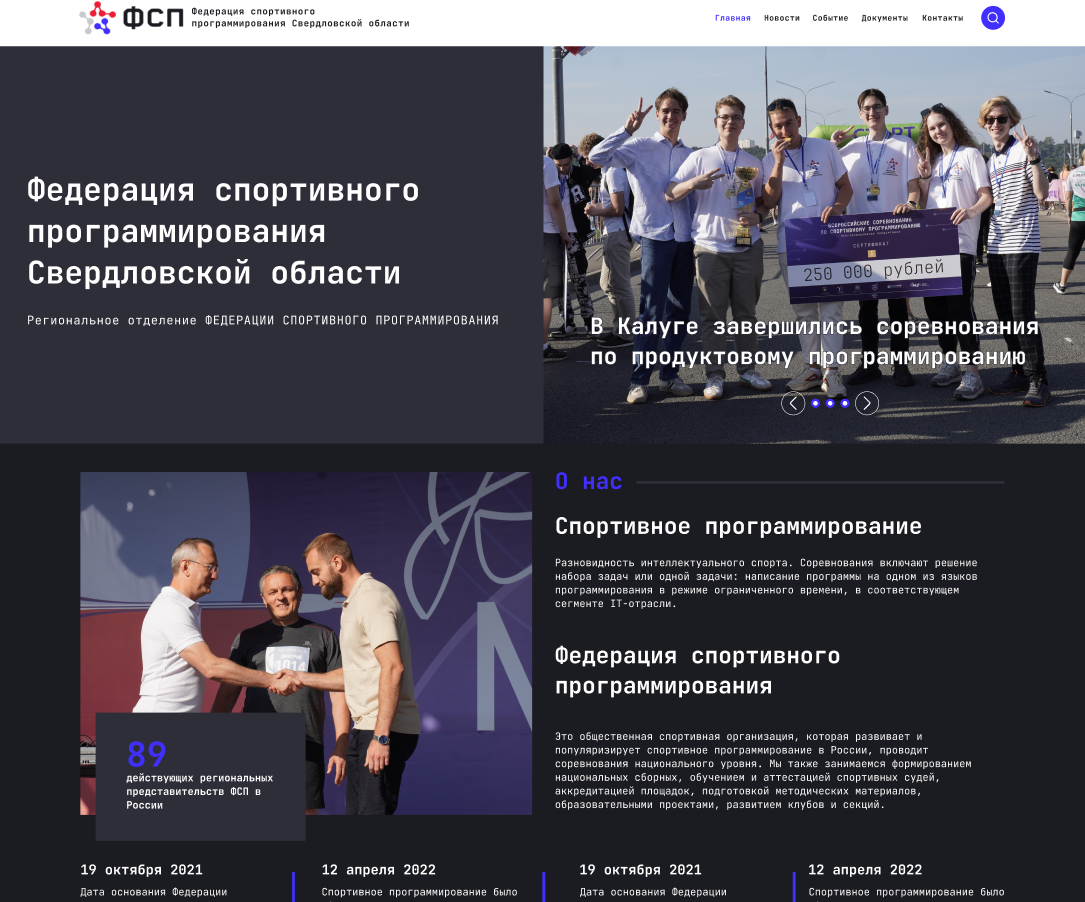 ФСП
Федерация спортивного
программирования Свердловской области
Главная
Новости
Событие
Документы
Контакты
Федерация спортивного
программирования
Свердловской области
Региональное отделение ФЕДЕРАЦИИ СПОРТИВНОГО ПРОГРАММИРОВАНИЯ
ВСЕРОССИЙСКИЕ СОРЕВНОВАНИЯ
ПО СПОРТИВНОМУ ПРОГРАММИРОВАНИЮ
СЕРТИФИКАТ
250 000 рублей
В Калуге завершились соревнования
по продуктовому программированию
О нас
Спортивное программирование
Разновидность интеллектуального спорта. Соревнования включают решение
набора задач или одной задачи: написание программы на одном из языков
программирования в режиме ограниченного времени, в соответствующем
сегменте IT-отрасли.
Федерация спортивного
программирования
Это общественная спортивная организация, которая развивает и
популяризирует спортивное программирование в России, проводит
соревнования национального уровня. Мы также занимаемся формированием
национальных сборных, обучением и аттестацией спортивных судей,
аккредитацией площадок, подготовкой методических материалов,
образовательными проектами, развитием клубов и секций.
1014
N
89
действующих региональных
представительств ФСП в
России
19 октября 2021
Дата основания Федерации
12 апреля 2022
Спортивное программирование было
19 октября 2021
Дата основания Федерации
12 апреля 2022
Спортивное программирование было